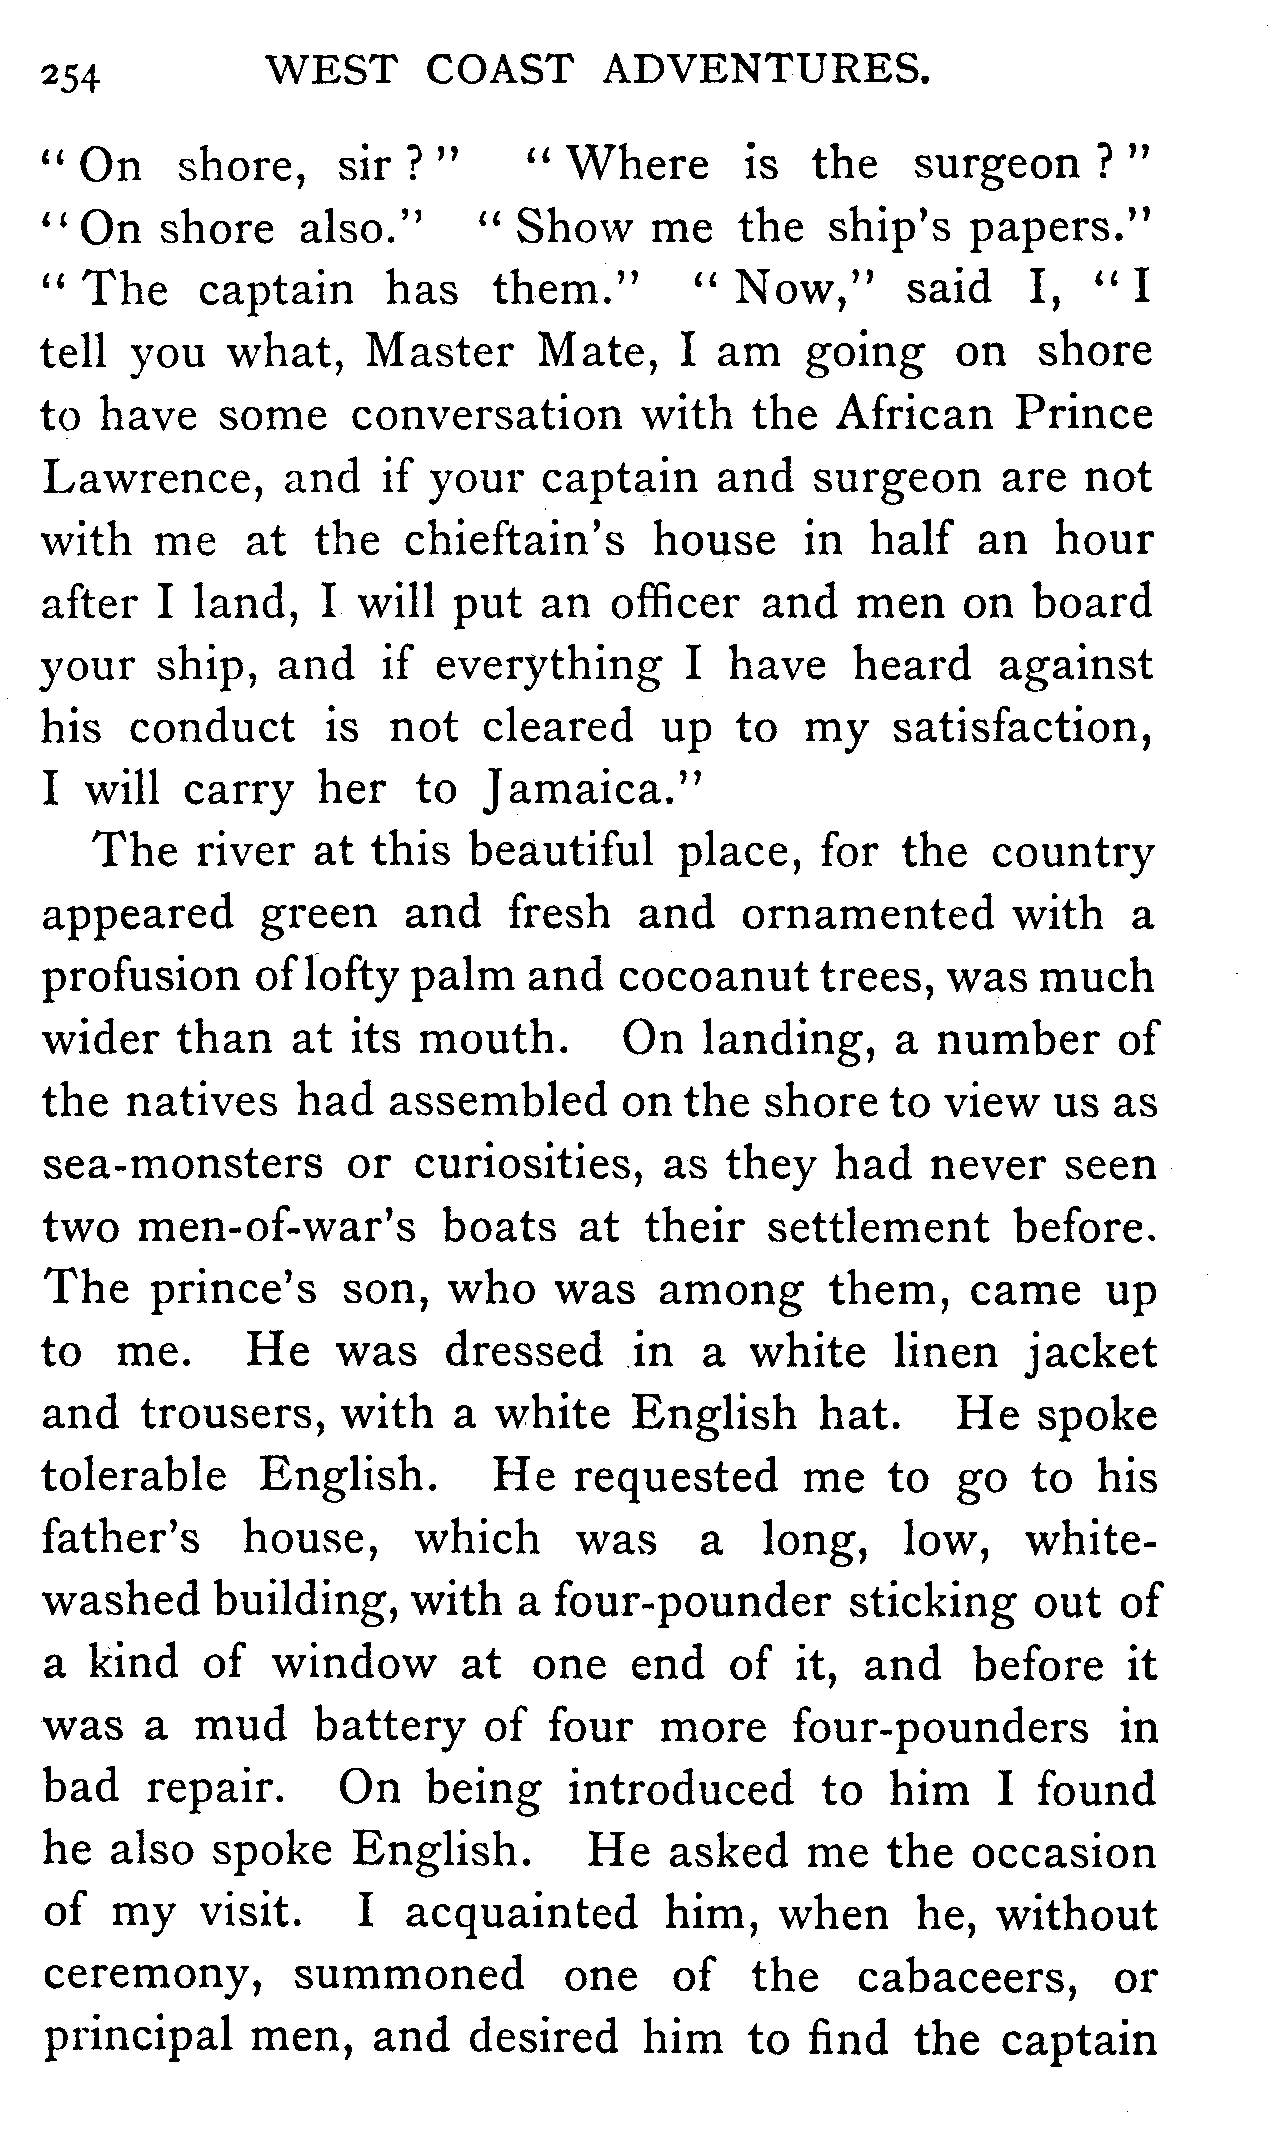 254 WEST COAST ADVENTURES.
“ On shore, sir ? ” “ Where is the surgeon ? ”
“ On shore also.” “ Show me the ship’s papers.”
“ The captain has them.” “ Now,” said I, “ I
tell you what, Master Mate, I am going on shore
to have some conversation with the African Prince
Lawrence, and if your captain and surgeon are not
with me at the chieftain’s house in half an hour
after I land, I will put an officer and men on board
your ship, and if everything I have heard against
his conduct is not cleared up to my satisfaction,
I will carry her to Jamaica.”
The river at this beautiful place, for the country
appeared green and fresh and ornamented with a
profusion of lofty palm and cocoanut trees, was much
wider than at its mouth. On landing, a number of
the natives had assembled on the shore to view us as
sea-monsters or curiosities, as they had never seen
two men-of-war’s boats at their settlement before.
The prince’s son, who was among them, came up
to me. He was dressed in a white linen jacket
and trousers, with a white English hat. He spoke
tolerable English. He requested me to go to his
father’s house, which was a long, low, white-
washed building, with a four-pounder sticking out of
a kind of window at one end of it, and before it
was a mud battery of four more four-pounders in
bad repair. On being introduced to him I found
he also spoke English. He asked me the occasion
of my visit. I acquainted him, when he, without
ceremony, summoned one of the cabaceers, or
principal men, and desired him to find the captain